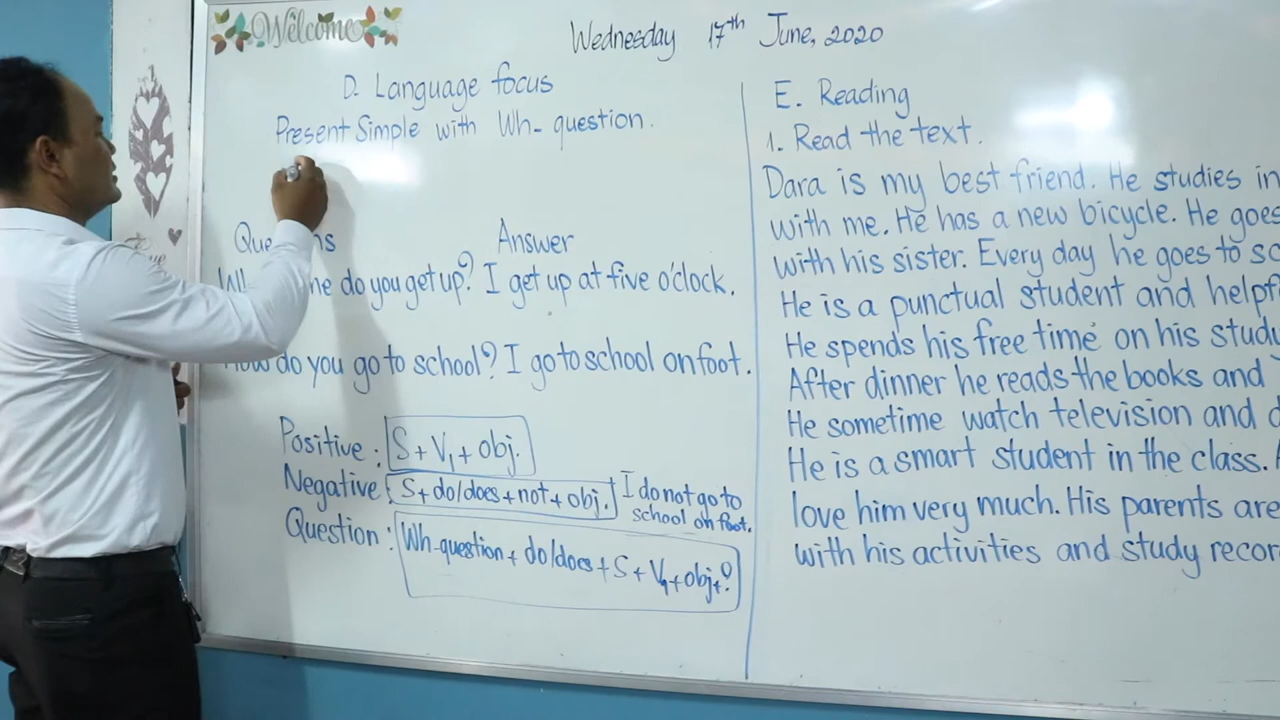 Welcome
Wednesday 17th June, 2020
D. Language focus
Present Simple with Wh- question.
Answer
do you get up? I get up at five o'clock.
do you go to school? I go to school on foot.
Positive : S + V1 + obj.
Negative : S + do/does + not + obj. I do not go to
school on foot.
Question : Wh-question + do/does + S + V1 + obj + ?
E. Reading
1. Read the text.
Dara is my best friend. He studies in
with me. He has a new bicycle. He goes
with his sister. Every day he goes to
He is a punctual student and
He spends his free time on his
After dinner he reads the books and
He sometime watch television and
He is a smart student in the class.
love him very much. His parents are
with his activities and study